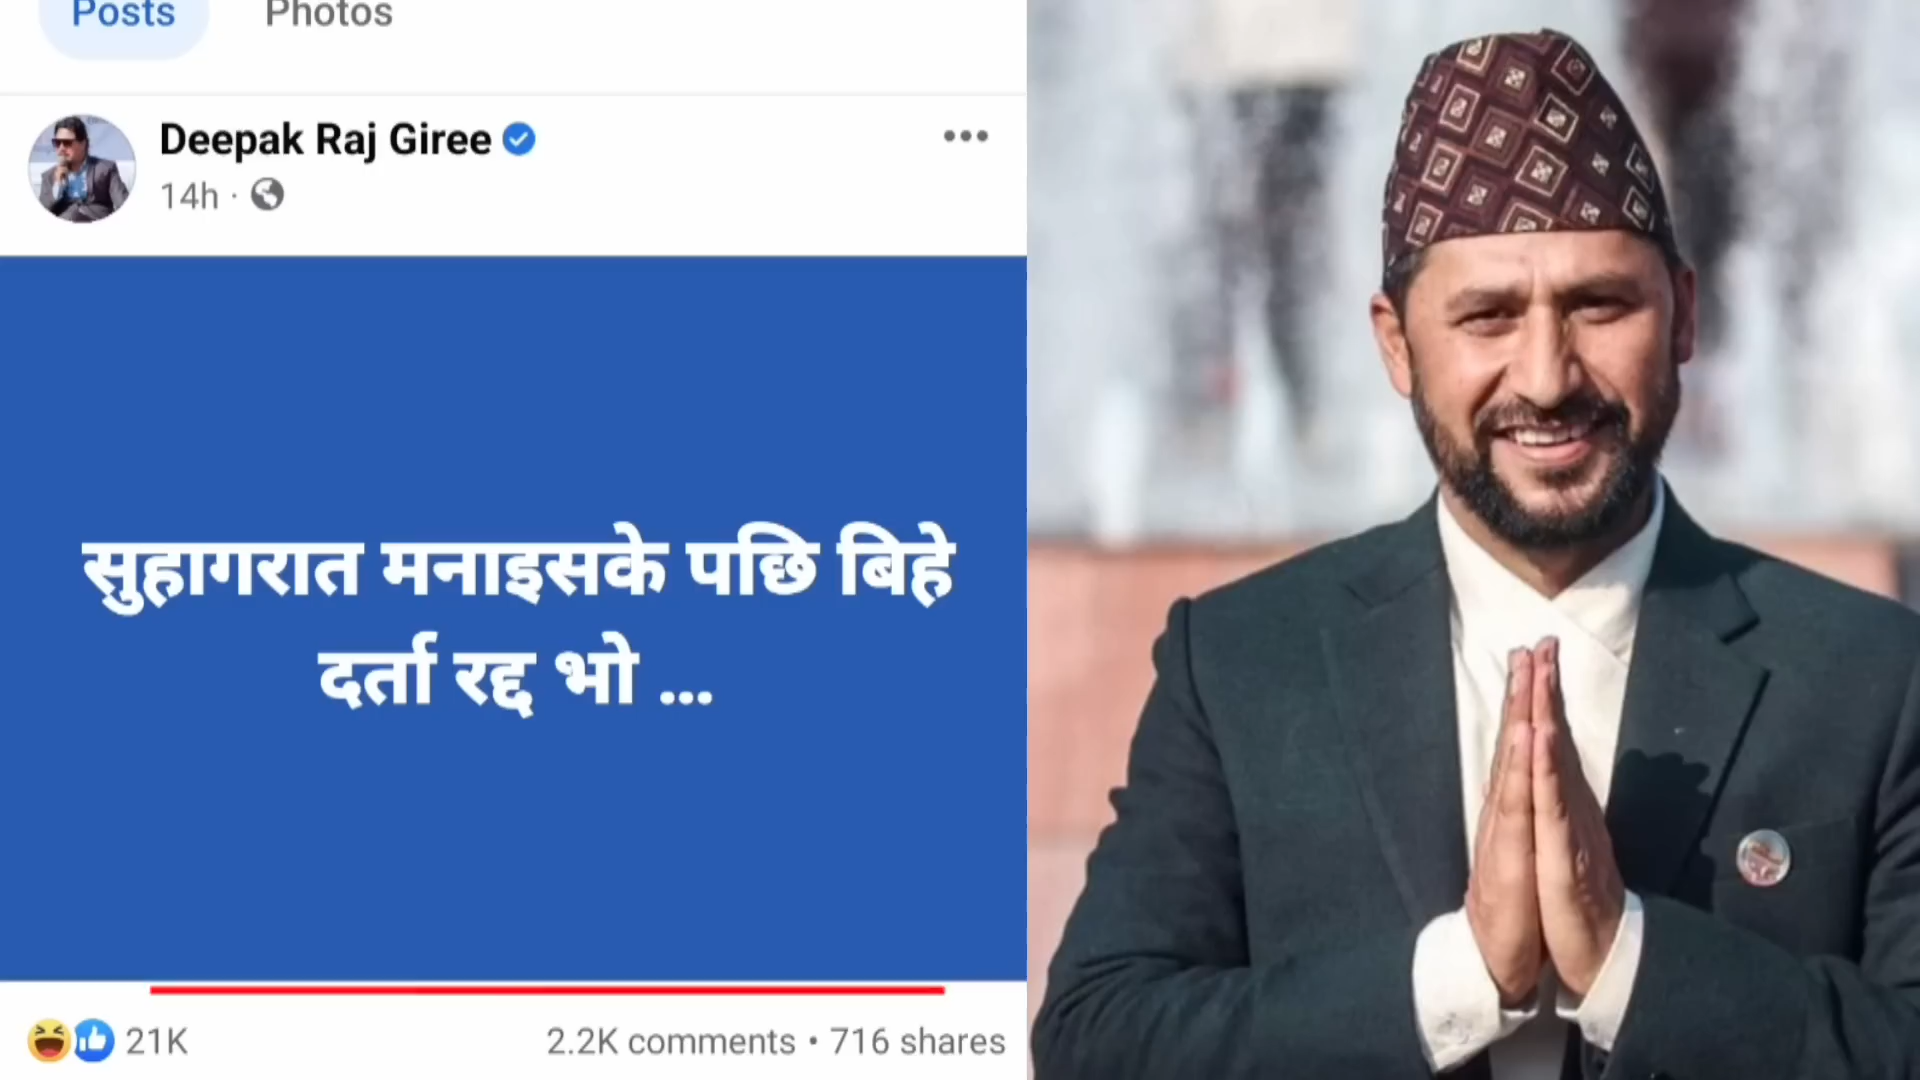 Posts Photos
Deepak Raj Giree
14h
सुहागरात मनाइसके पछि बिहे
दर्ता रद्द भो ...
21K 2.2K comments • 716 shares